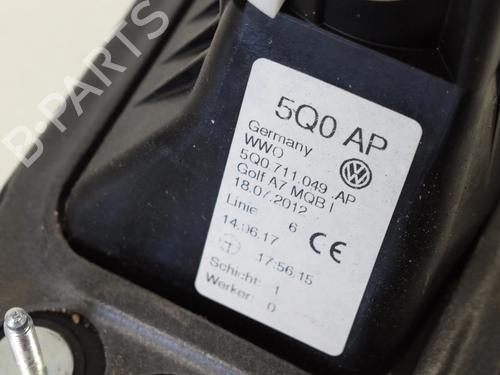 B-PARTS
5Q0 AP
Germany
WWO
5Q0 711.049 AP
Golf A7 MQB I
18.07.2012
Linie 6
14.06.17
17:56:15
CE
Schicht: 1
Werker: 0